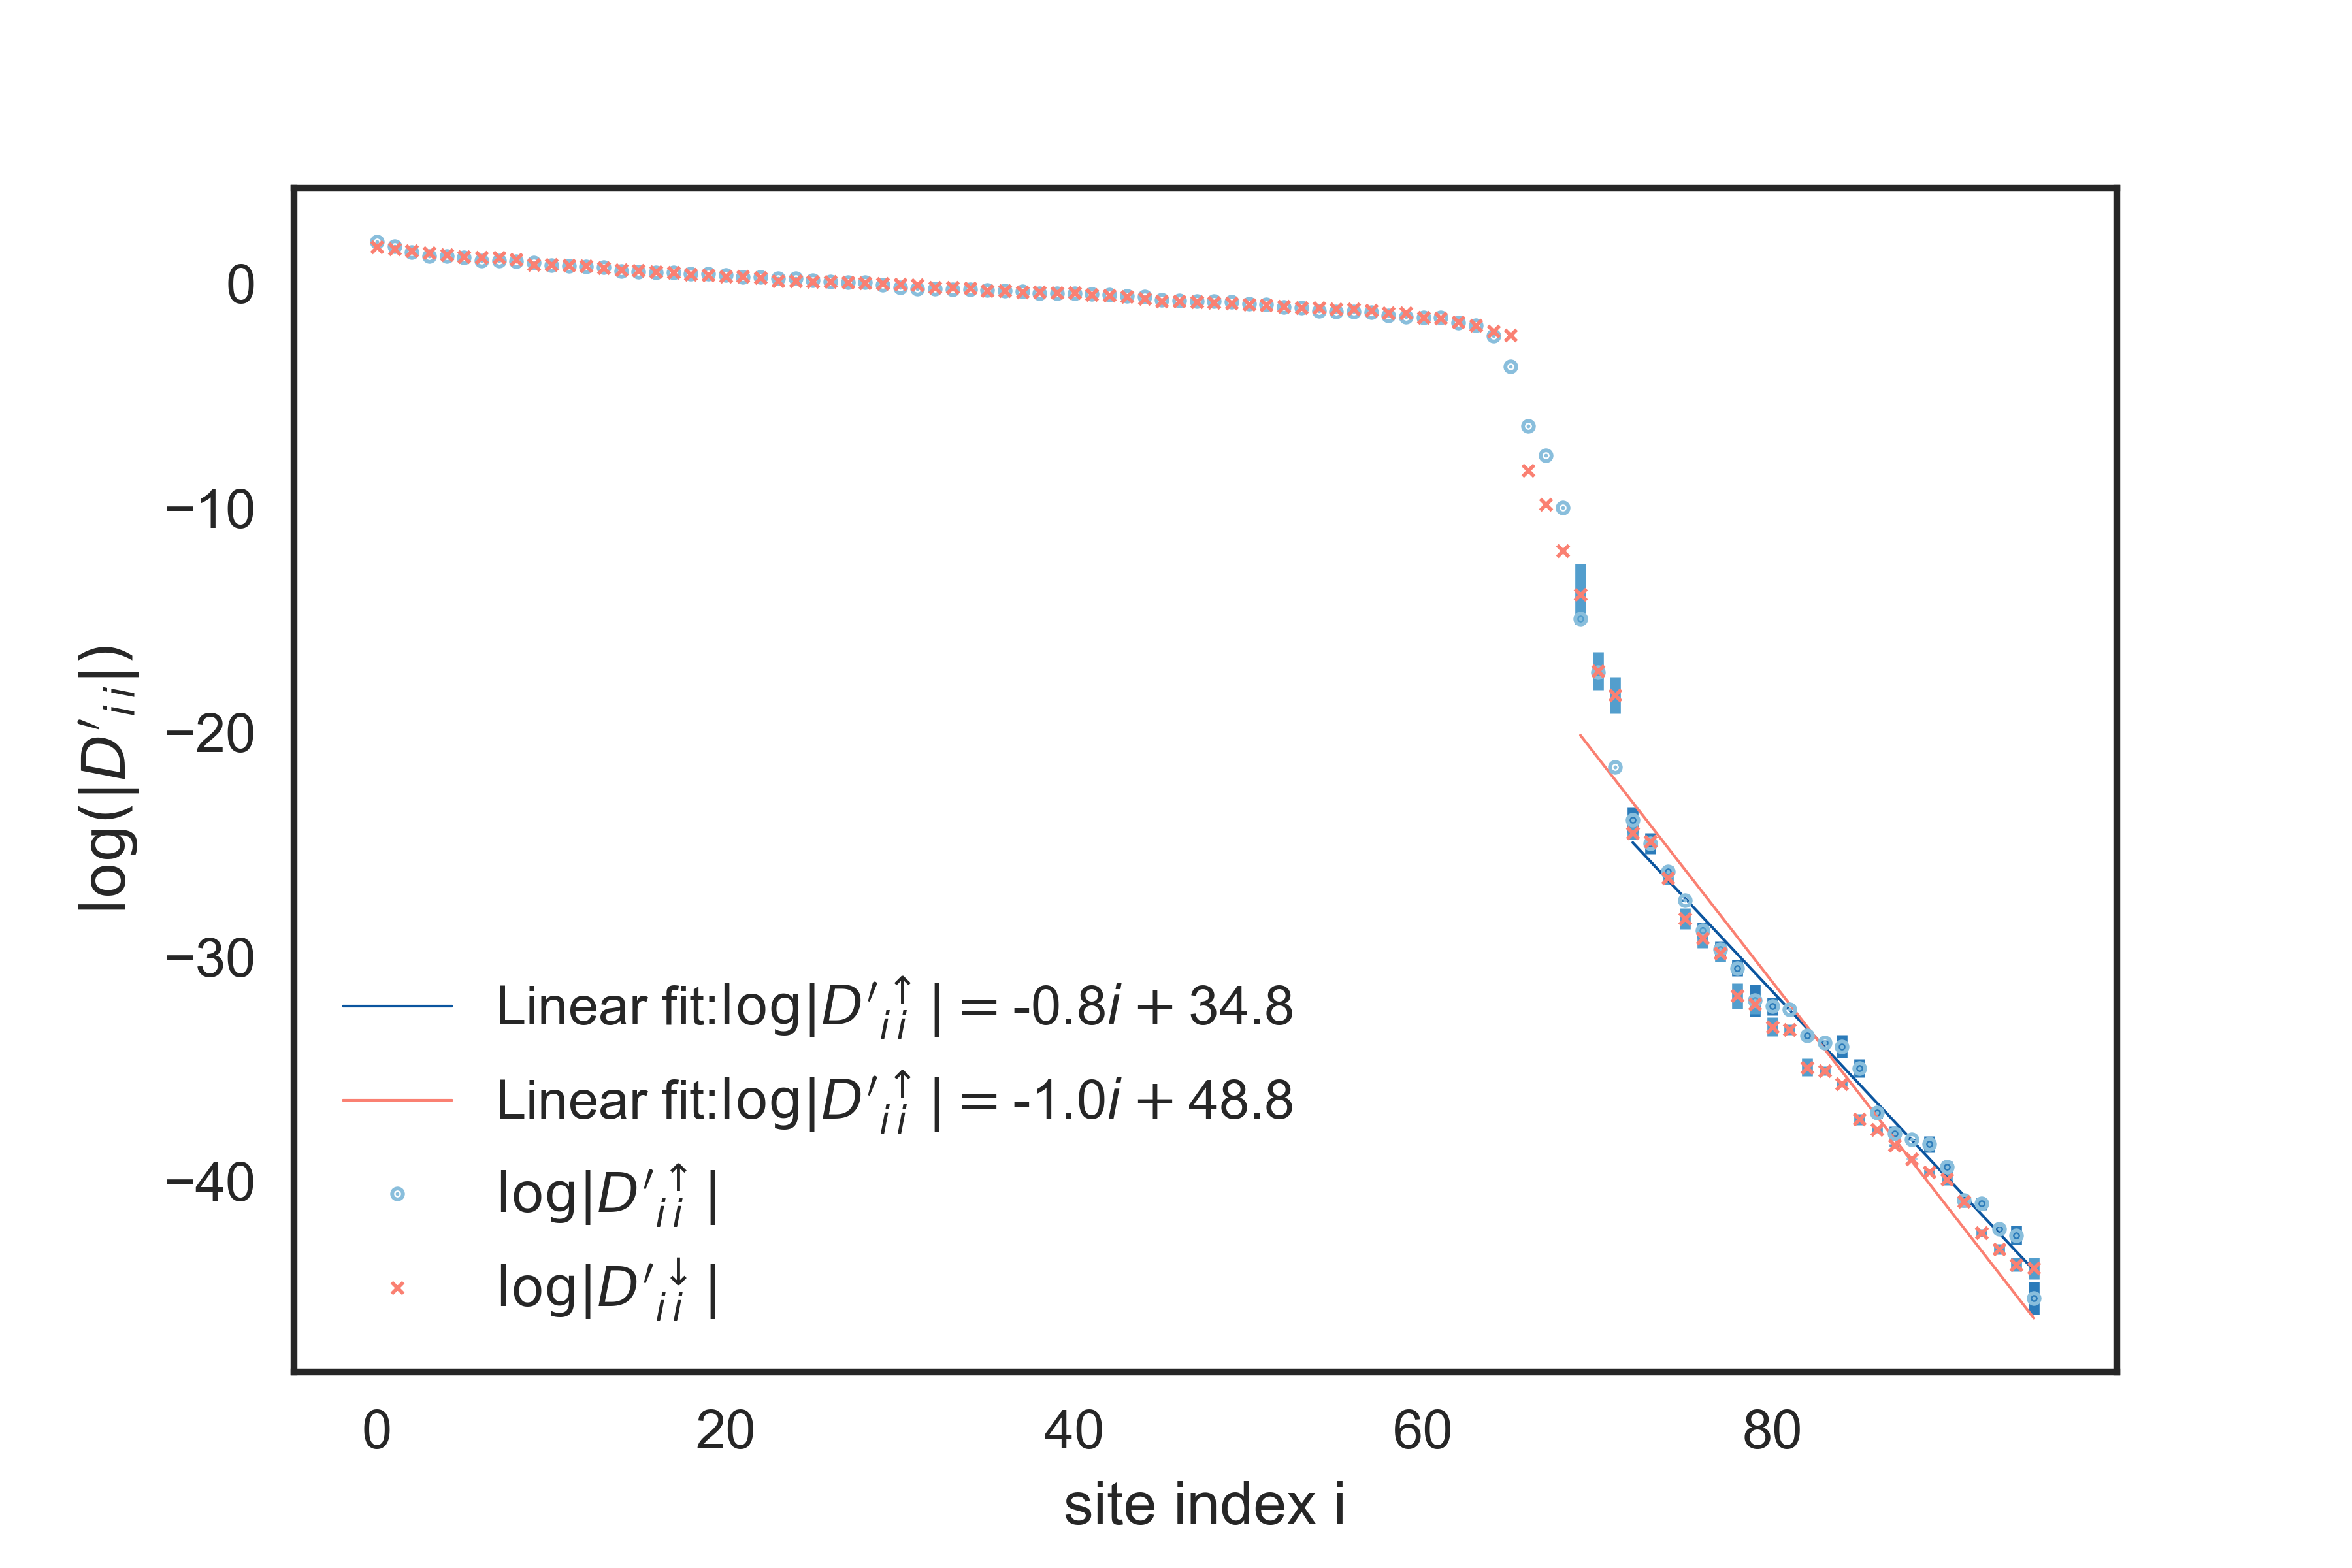 0
−10
−20
−30
−40
log(|D′ii|)
Linear fit:log|D′ii↑| = -0.8i + 34.8
Linear fit:log|D′ii↑| = -1.0i + 48.8
log|D′ii↑|
log|D′ii↓|
0 20 40 60 80
site index i